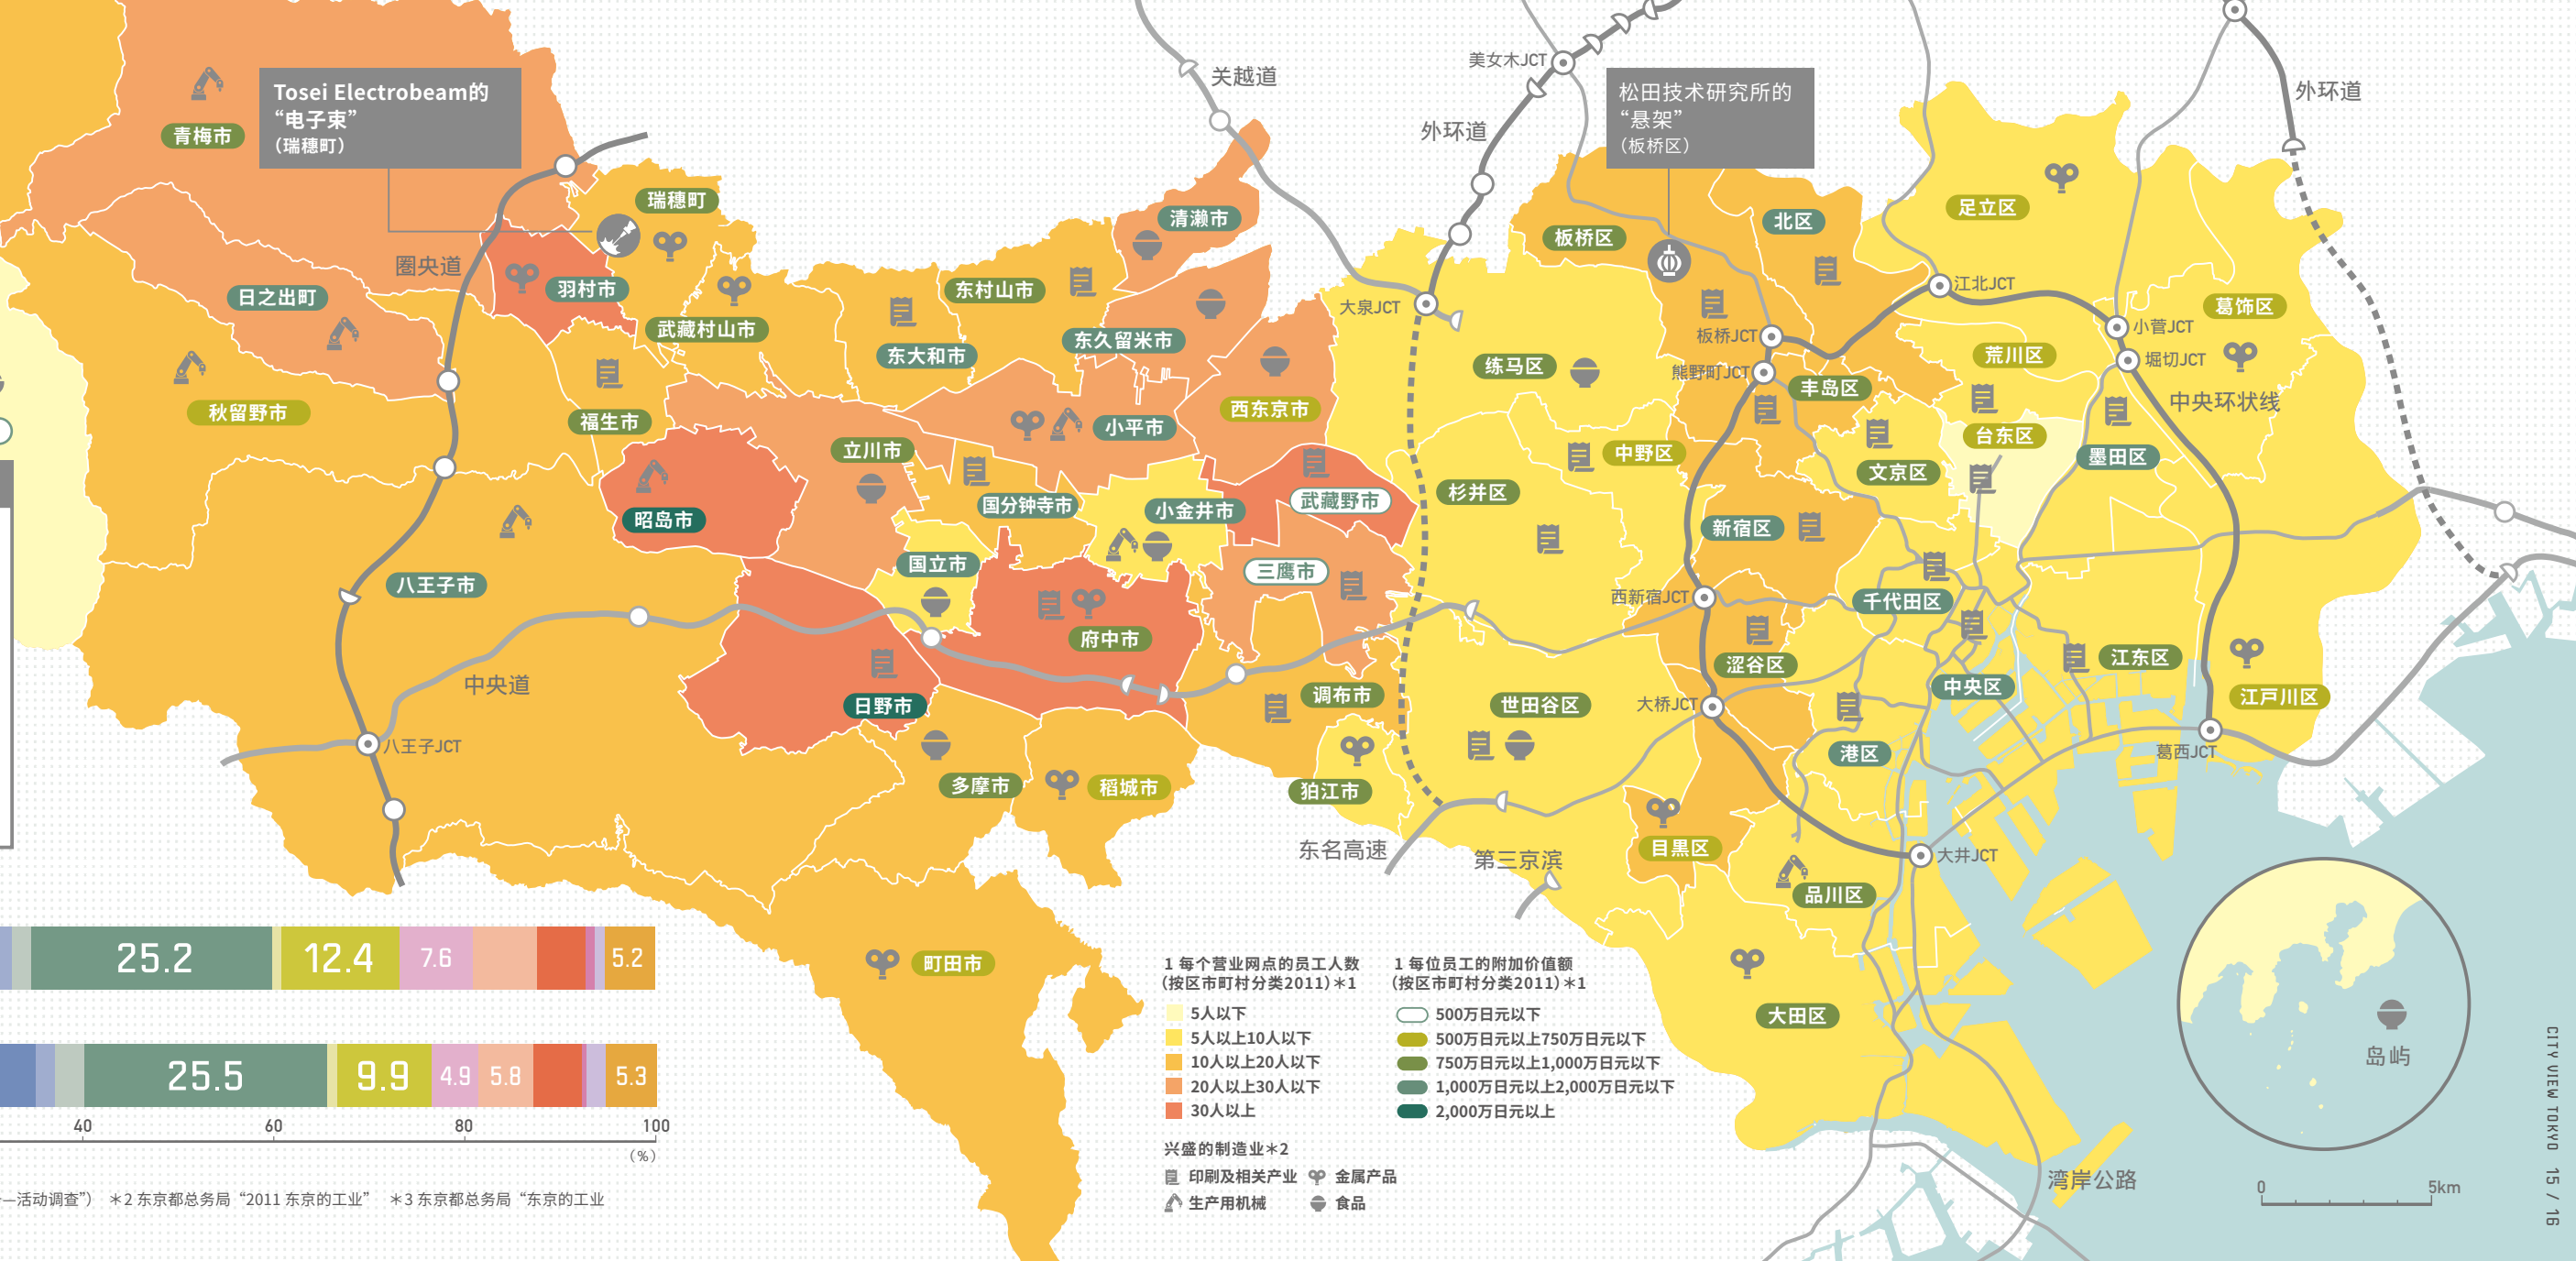 Tosei Electrobeam的
“电子束”
（瑞穗町）
松田技术研究所的
“悬架”
（板桥区）
青梅市
瑞穗町
日之出町
羽村市
秋留野市
福生市
武藏村山市
东大和市
东村山市
清濑市
东久留米市
小平市
西东京市
立川市
昭岛市
国分钟寺市
小金井市
武藏野市
三鹰市
国立市
府中市
八王子市
日野市
多摩市
稻城市
调布市
狛江市
町田市
板桥区
北区
足立区
葛饰区
荒川区
练马区
丰岛区
台东区
墨田区
中野区
文京区
杉并区
新宿区
千代田区
涩谷区
江东区
中央区
江戸川区
世田谷区
港区
目黒区
品川区
大田区
岛屿
圈央道
中央道
关越道
外环道
外环道
中央环状线
东名高速
第三京滨
湾岸公路
美女木JCT
大泉JCT
江北JCT
小菅JCT
堀切JCT
板桥JCT
熊野町JCT
西新宿JCT
大桥JCT
葛西JCT
大井JCT
八王子JCT
25.2
12.4
7.6
5.2
25.5
9.9
4.9
5.8
5.3
40
60
80
100
（%）
—活动调查”） ＊2 东京都总务局“2011 东京的工业” ＊3 东京都总务局“东京的工业
1 每个营业网点的员工人数
（按区市町村分类2011）＊1
5人以下
5人以上10人以下
10人以上20人以下
20人以上30人以下
30人以上
1 每位员工的附加价值额
（按区市町村分类2011）＊1
500万日元以下
500万日元以上750万日元以下
750万日元以上1,000万日元以下
1,000万日元以上2,000万日元以下
2,000万日元以上
兴盛的制造业＊2
印刷及相关产业
金属产品
生产用机械
食品
0
5km
CITY VIEW TOKYO 15 / 16